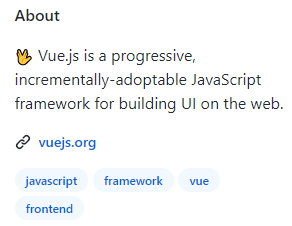 About
🖖 Vue.js is a progressive,
incrementally-adoptable JavaScript
framework for building UI on the web.
vuejs.org
javascript framework vue
frontend